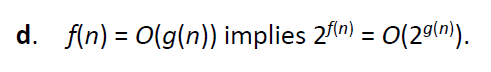 d. f(n) = O(g(n)) implies 2^f(n) = O(2^g(n)).